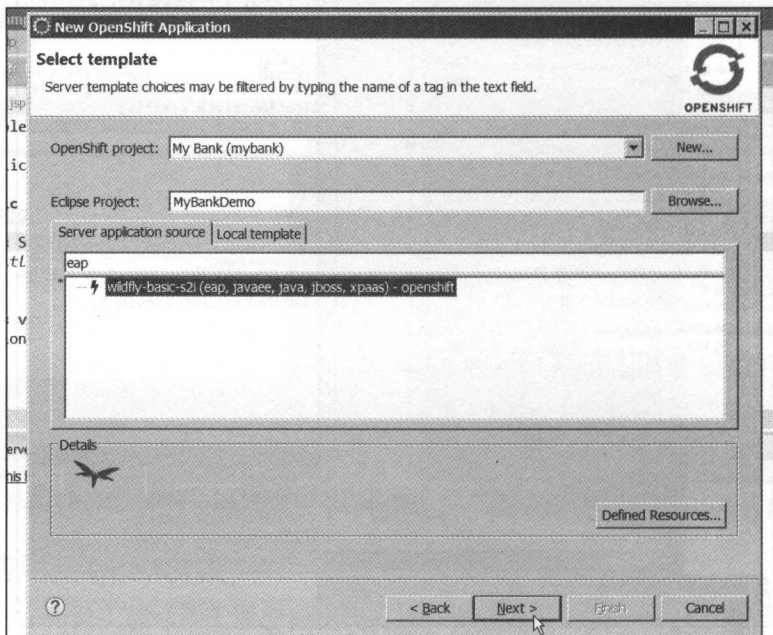 New OpenShift Application
Select template
Server template choices may be filtered by typing the name of a tag in the text field.
OPENSHIFT
OpenShift project: My Bank (mybank) New...
Eclipse Project: MyBankDemo Browse...
Server application source Local template
eap
wildfly-basic-s2i (eap, javaee, java, jboss, xpaas) - openshift
Details
Defined Resources...
< Back Next > Finish Cancel